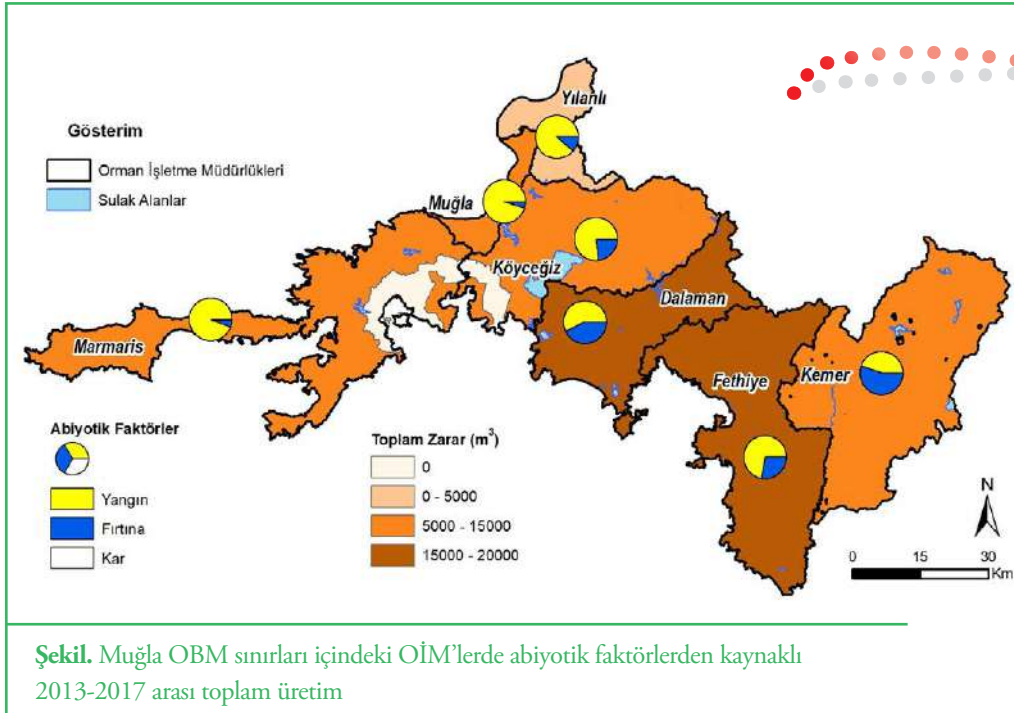 Gösterim
Orman İşletme Müdürlükleri
Sulak Alanlar
Yılanlı
Muğla
Köyceğiz
Dalaman
Marmaris
Fethiye
Kemer
Abiyotik Faktörler
Yangın
Fırtına
Kar
Toplam Zarar (m³)
0
0 - 5000
5000 - 15000
15000 - 20000
N
0 15 30
Km
Şekil. Muğla OBM sınırları içindeki OİM’lerde abiyotik faktörlerden kaynaklı
2013-2017 arası toplam üretim